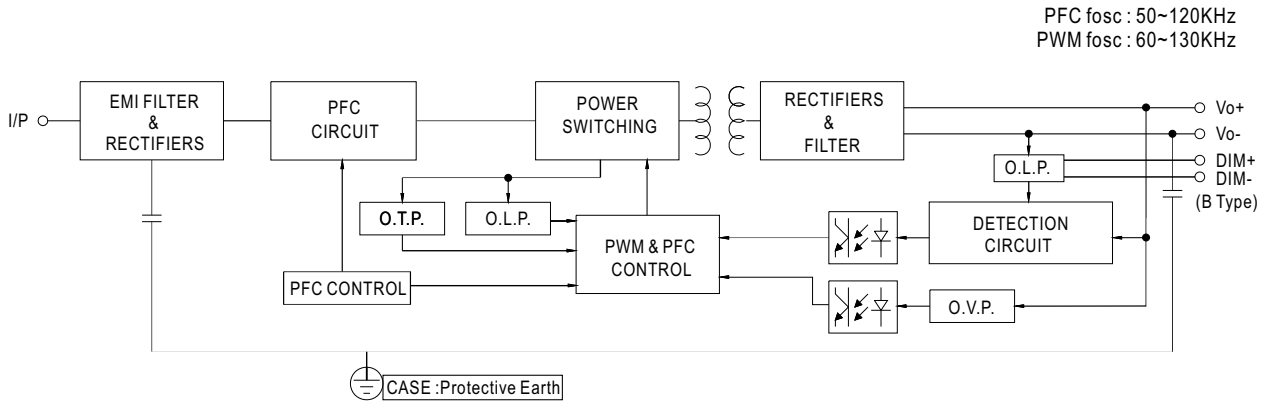 PFC fosc : 50~120KHz
PWM fosc : 60~130KHz
I/P
EMI FILTER
&
RECTIFIERS
PFC
CIRCUIT
POWER
SWITCHING
RECTIFIERS
&
FILTER
Vo+
Vo-
DIM+
DIM-
(B Type)
O.L.P.
O.T.P.
O.L.P.
PWM & PFC
CONTROL
DETECTION
CIRCUIT
PFC CONTROL
O.V.P.
CASE :Protective Earth